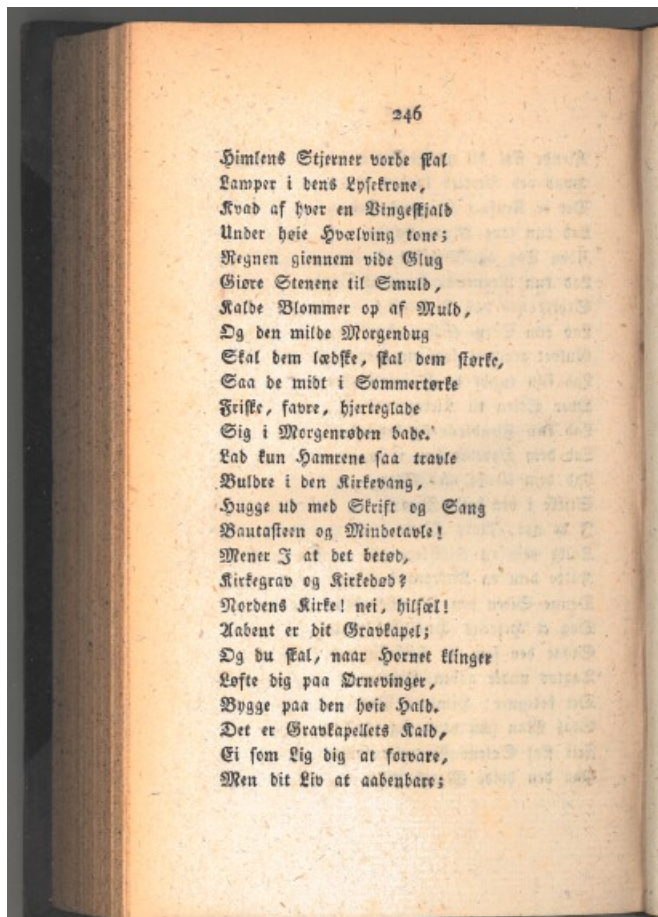 246
Himlens Stjerner vorde skal
Lamper i dens Lysekrone,
Kvad af hver en Vingeskjald
Under høie Hvælving tone;
Regnen giennem vide Glug
Giøre Stenene til Smuld,
Kalde Blommer op af Muld,
Og den milde Morgendug
Skal dem lædske, skal dem størke,
Saa de midt i Sommertørke
Friske, favre, hjerteglade
Sig i Morgenrøden bade.
Lad kun Hamrene saa travle
Buldre i den Kirkevang,
Hugge ud med Skrift og Sang
Bautasteen og Mindetavle!
Mener I at det betød,
Kirkegrav og Kirkedød?
Nordens Kirke! nei, hilsæl!
Aabent er dit Gravkapel;
Og du skal, naar Hornet klinger
Løfte dig paa Ørnevinger,
Bygge paa den høie Hald.
Det er Gravkapellets Kald,
Ei som Lig dig at forvare,
Men dit Liv at aabenbare;